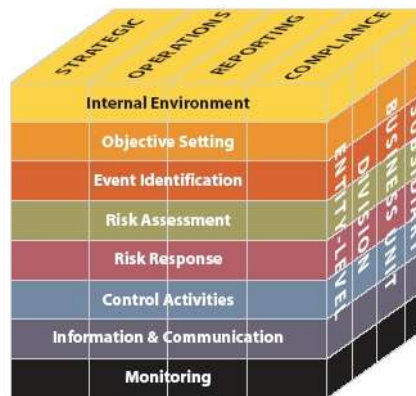 STRATEGIC
OPERATIONS
REPORTING
COMPLIANCE
Internal Environment
Objective Setting
Event Identification
Risk Assessment
Risk Response
Control Activities
Information & Communication
Monitoring
ENTITY-LEVEL
DIVISION
BUSINESS UNIT